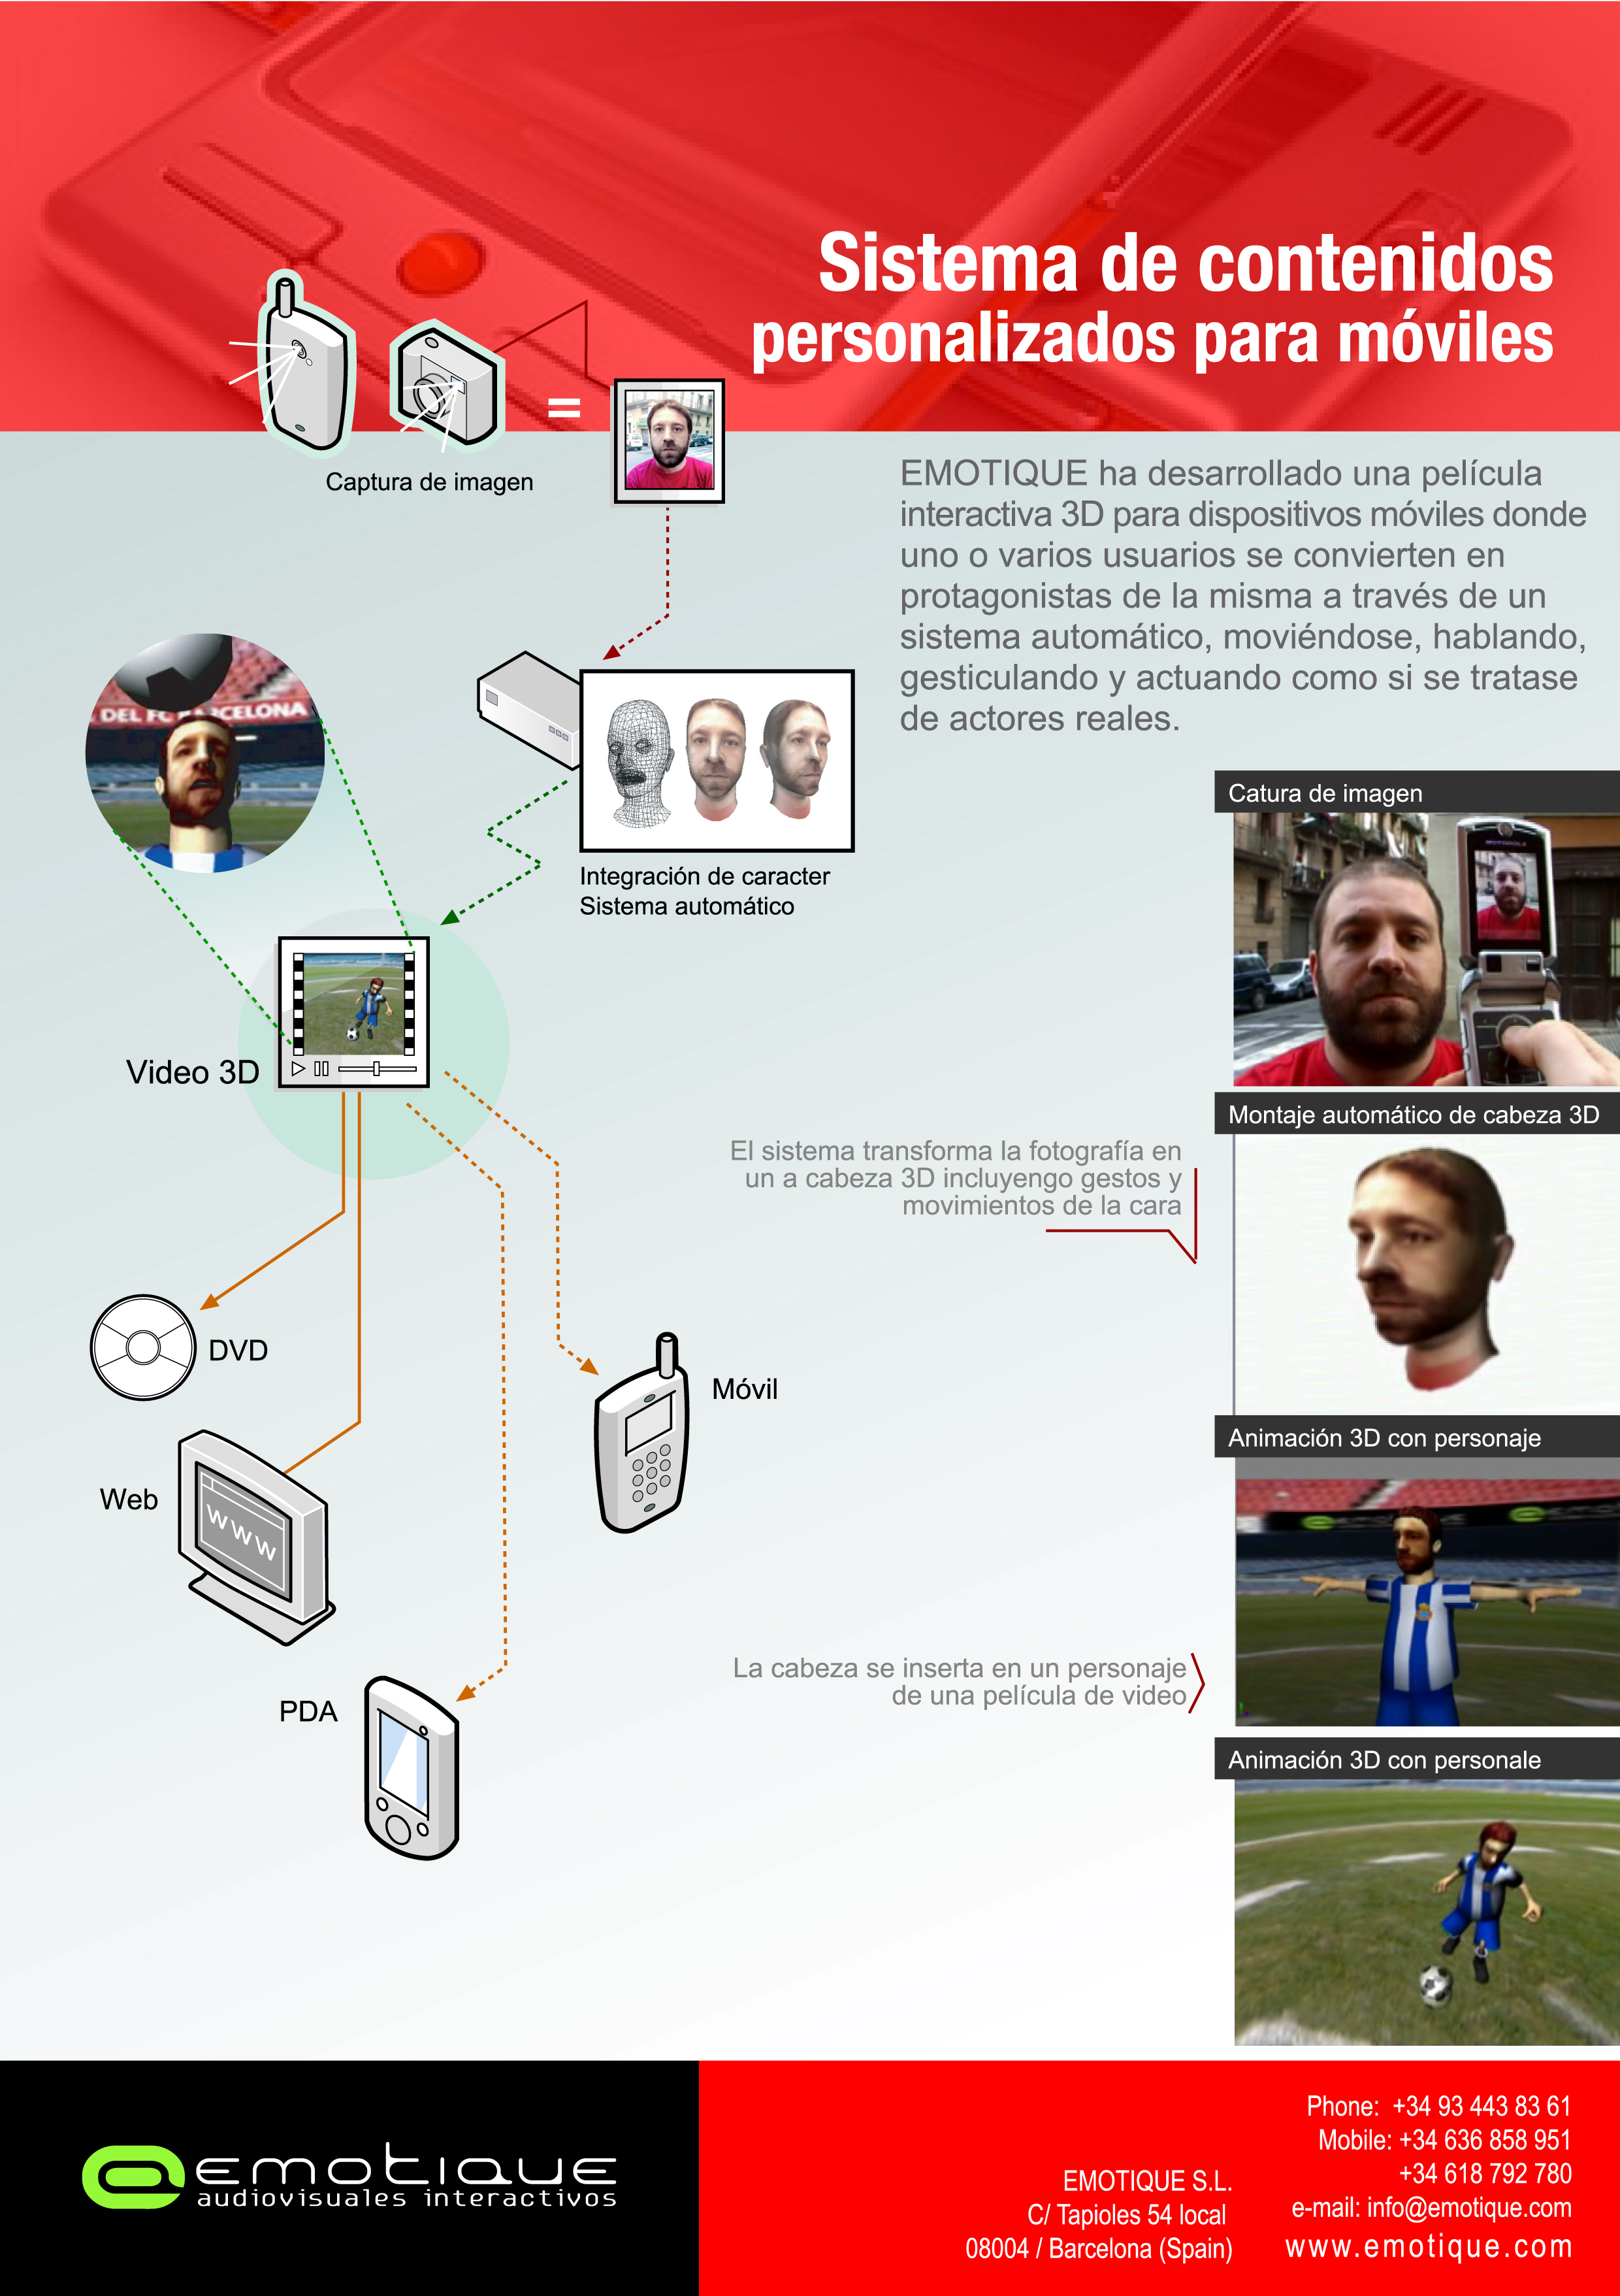 Sistema de contenidos
personalizados para móviles
=
Captura de imagen
EMOTIQUE ha desarrollado una película
interactiva 3D para dispositivos móviles donde
uno o varios usuarios se convierten en
protagonistas de la misma a través de un
sistema automático, moviéndose, hablando,
gesticulando y actuando como si se tratase
de actores reales.
DEL FC BARCELONA
Integración de caracter
Sistema automático
Video 3D
DVD
Web
WWW
PDA
Móvil
Catura de imagen
MOTOROLA
Montaje automático de cabeza 3D
El sistema transforma la fotografía en
un a cabeza 3D incluyengo gestos y
movimientos de la cara
Animación 3D con personaje
La cabeza se inserta en un personaje
de una película de video
Animación 3D con personale
emotique
audiovisuales interactivos
EMOTIQUE S.L.
C/ Tapioles 54 local
08004 / Barcelona (Spain)
Phone: +34 93 443 83 61
Mobile: +34 636 858 951
+34 618 792 780
e-mail: info@emotique.com
www.emotique.com